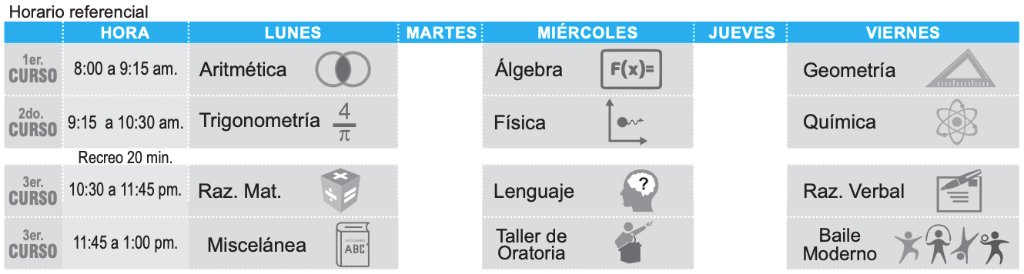 Horario referencial
HORA LUNES MARTES MIÉRCOLES JUEVES VIERNES
1er. CURSO 8:00 a 9:15 am. Aritmética Álgebra F(x)= Geometría
2do. CURSO 9:15 a 10:30 am. Trigonometría 4 π Física Química
Recreo 20 min.
3er. CURSO 10:30 a 11:45 pm. Raz. Mat. Lenguaje ? Raz. Verbal
3er. CURSO 11:45 a 1:00 pm. Miscelánea ABC Taller de Oratoria Baile Moderno